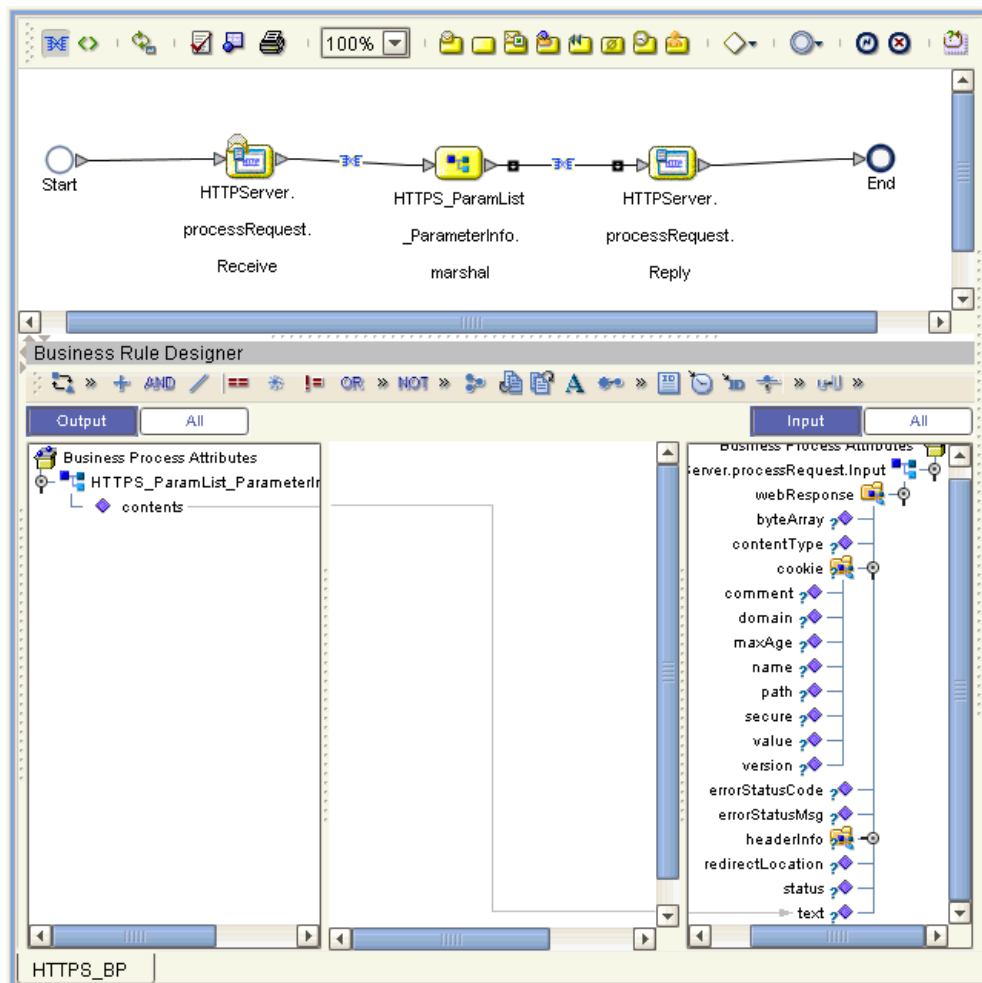 100%
Start
HTTPServer.
processRequest.
Receive
HTTPS_ParamList
_ParameterInfo.
marshal
HTTPServer.
processRequest.
Reply
End
Business Rule Designer
AND == != OR NOT A
Output All Input All
Business Process Attributes
HTTPS_ParamList_ParameterIr
contents
Business Process Attributes
Server.processRequest.Input
webResponse
byteArray
contentType
cookie
comment
domain
maxAge
name
path
secure
value
version
errorStatusCode
errorStatusMsg
headerInfo
redirectLocation
status
text
HTTPS_BP